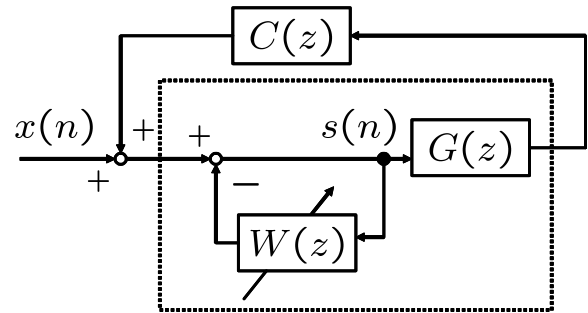 C(z)
x(n)
+
+
s(n)
G(z)
+
−
W(z)